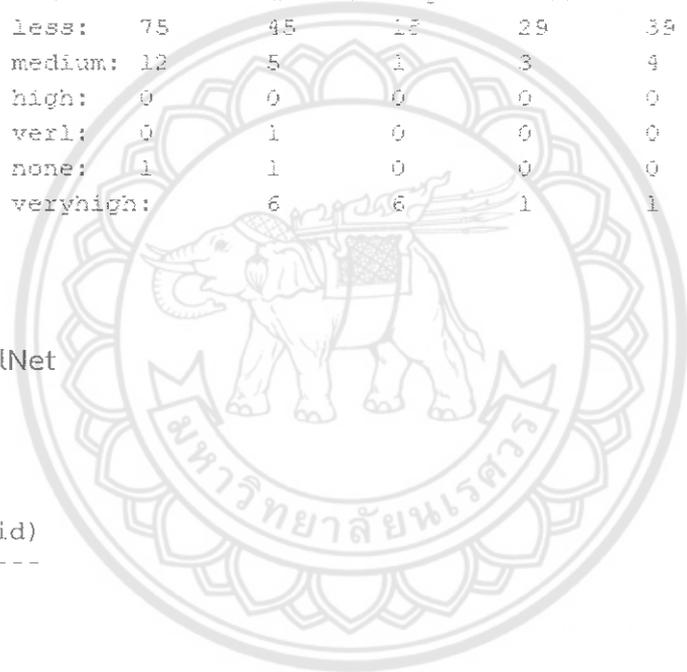 less: 75 45 29 39
medium: 12 5 1 3 4
high: 0 0 0 0 0
verl: 0 1 0 0 0
none: 1 1 0 0 0
veryhigh: 6 6 1 1
lNet
id)
---
มหาวิทยาลัยนเรศวร